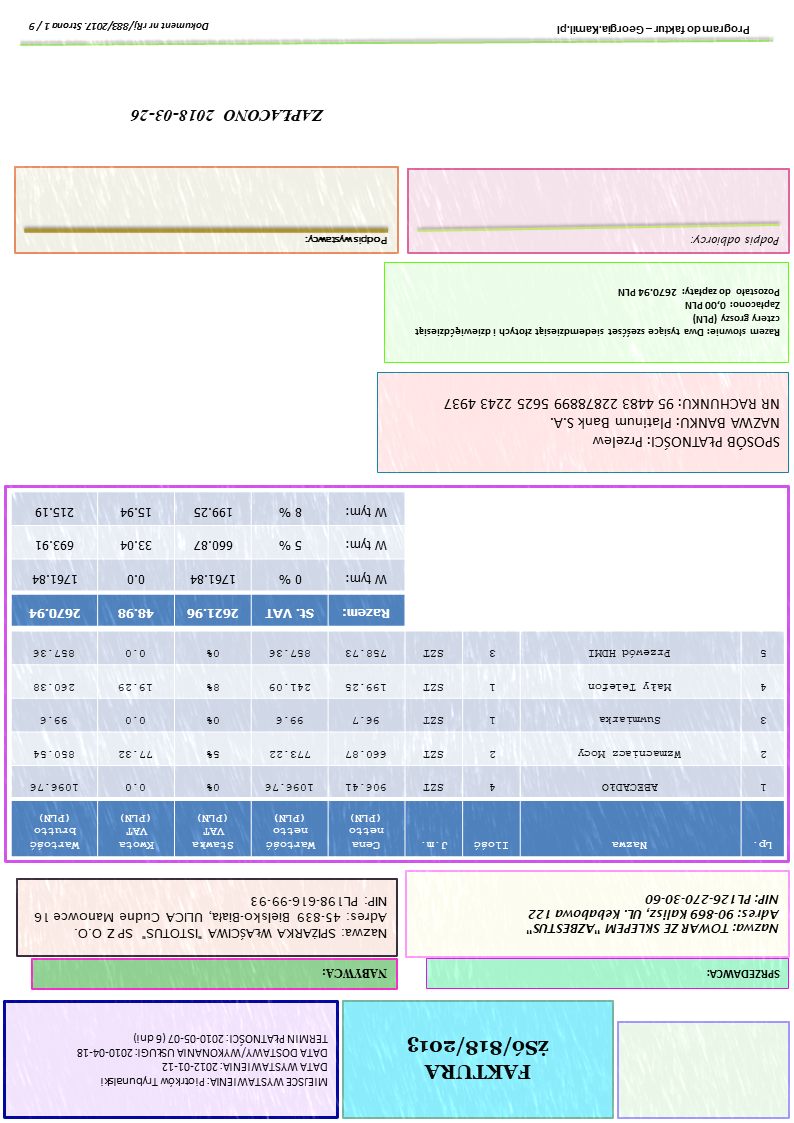 FAKTURA
żSó/818/2013
MIEJSCE WYSTAWIENIA: Piotrków Trybunalski
DATA WYSTAWIENIA: 2012-01-12
DATA DOSTAWY/WYKONANIA USŁUGI: 2010-04-18
TERMIN PŁATNOŚCI: 2010-05-07 (6 dni)
SPRZEDAWCA:
NABYWCA:
Nazwa: TOWAR ZE SKLEPEM "AZBESTUS"
Adres: 90-869 Kalisz, UL. Kebabowa 122
NIP: PL126-270-30-60
Nazwa: SPIŻARKA WŁAŚCIWA "ISTOTUS" SP Z O.O.
Adres: 45-839 Bielsko-Biała, ULICA Cudne Manowce 16
NIP: PL198-616-99-93
Lp. Nazwa Ilość J.m. Cena netto (PLN) Wartość netto (PLN) Stawka VAT Kwota VAT (PLN) Wartość brutto (PLN)
1 ABECADŁO 4 SZT 906.41 1096.76 0% 0.0 1096.76
2 Wzmacniacz Mocy 2 SZT 660.87 773.22 5% 77.32 850.54
3 Suwmiarka 1 SZT 96.7 99.6 0% 0.0 99.6
4 Mały Telefon 1 SZT 199.25 241.09 8% 19.29 260.38
5 Przewód HDMI 3 SZT 758.73 857.36 0% 0.0 857.36
Razem: St. VAT 2621.96 48.98 2670.94
W tym: 0 % 1761.84 0.0 1761.84
W tym: 5 % 660.87 33.04 693.91
W tym: 8 % 199.25 15.94 215.19
SPOSÓB PŁATNOŚCI: Przelew
NAZWA BANKU: Platinum Bank S.A.
NR RACHUNKU: 95 4483 22878899 5625 2243 4937
Razem słownie: Dwa tysiące sześćset siedemdziesiąt złotych i dziewięćdziesiąt
cztery groszy (PLN)
Zapłacono: 0,00 PLN
Pozostało do zapłaty: 2670.94 PLN
Podpis odbiorcy:
Podpis wystawcy:
ZAPŁACONO 2018-03-26
Program do faktur – Georgia.Kamil.pl
Dokument nr rRj/883/2017. Strona 1 / 9